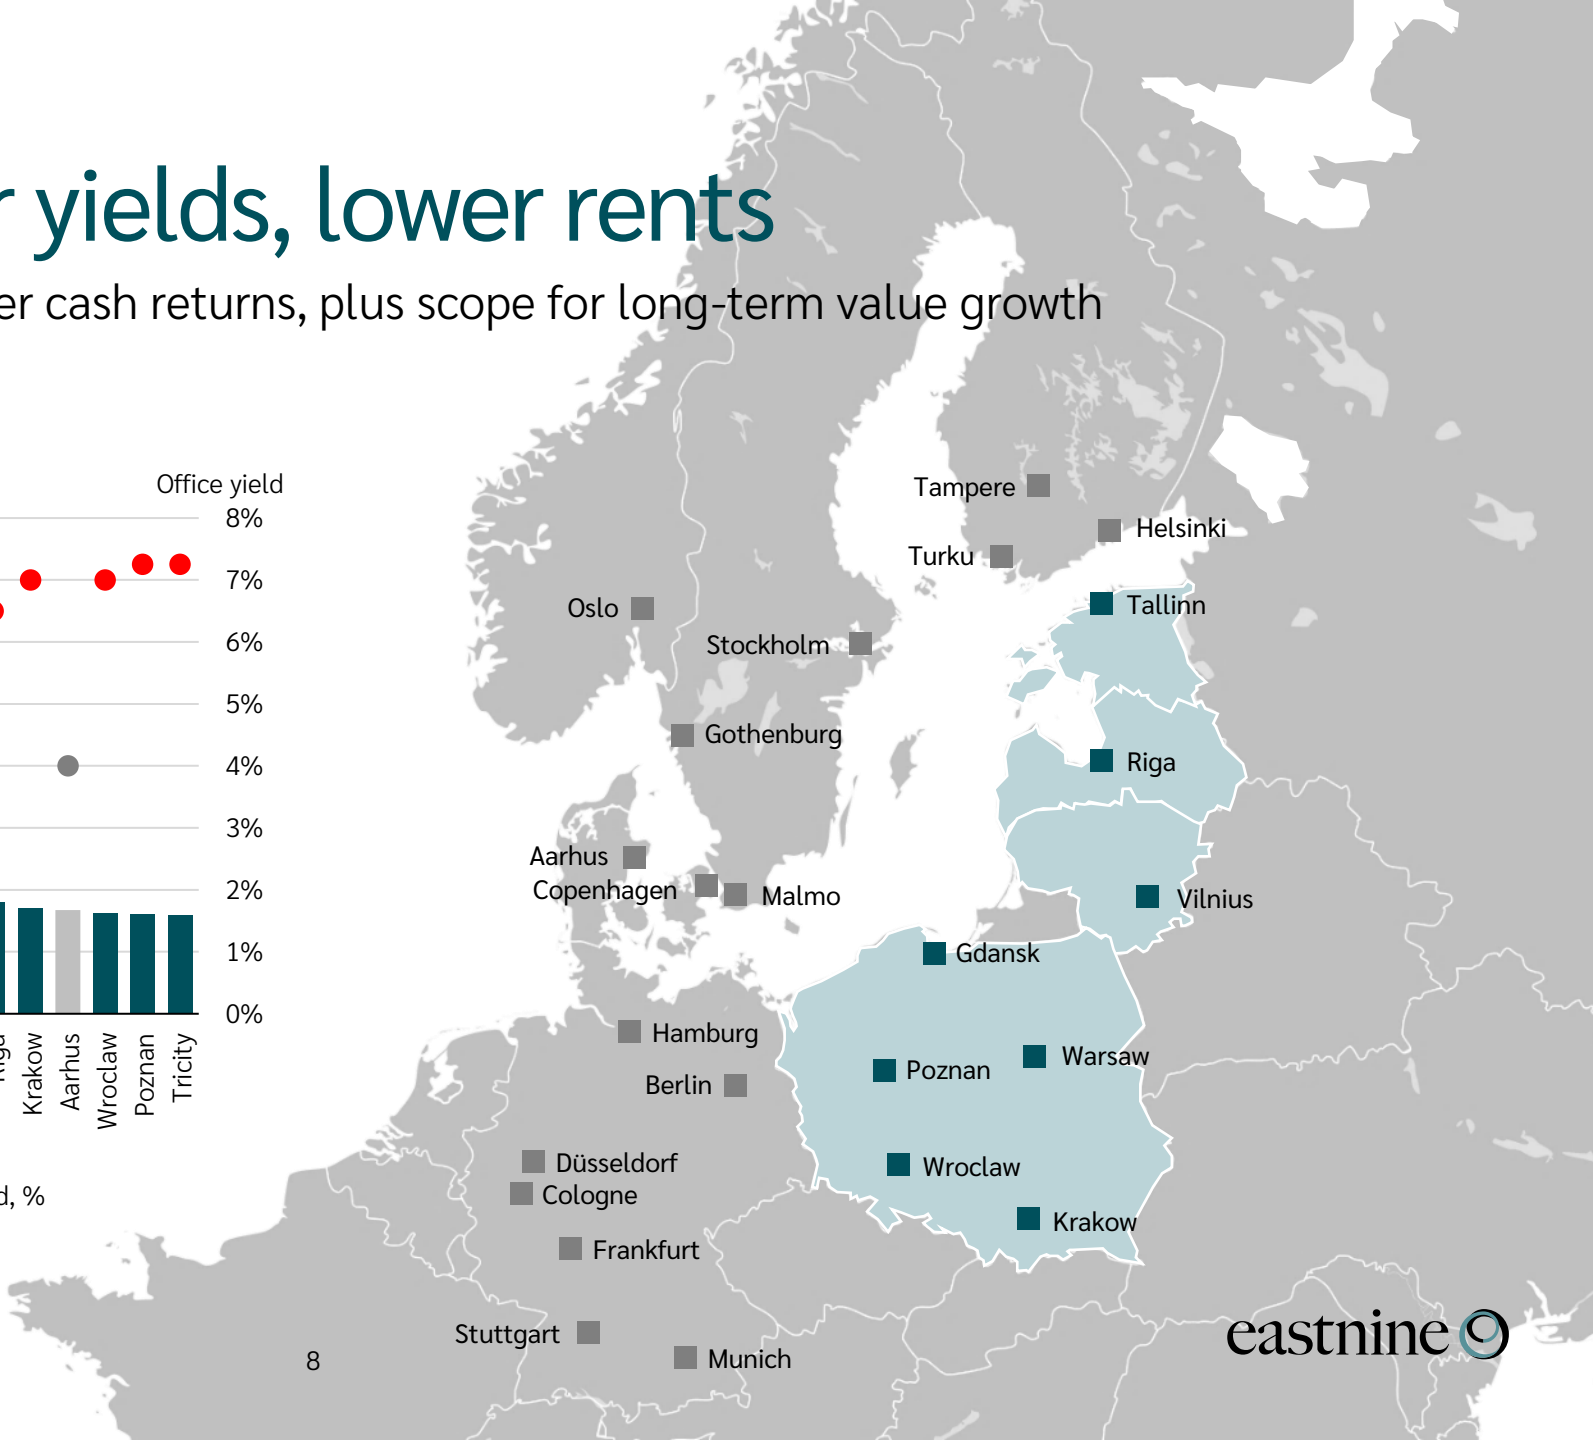 r yields, lower rents
er cash returns, plus scope for long-term value growth
Office yield
8%
7%
6%
5%
4%
3%
2%
1%
0%
Krakow
Aarhus
Wroclaw
Poznan
Tricity
d, %
Tampere
Helsinki
Turku
Tallinn
Oslo
Stockholm
Gothenburg
Riga
Aarhus
Copenhagen
Malmo
Vilnius
Gdansk
Hamburg
Warsaw
Poznan
Berlin
Düsseldorf
Wroclaw
Cologne
Krakow
Frankfurt
Stuttgart
Munich
eastnine
8